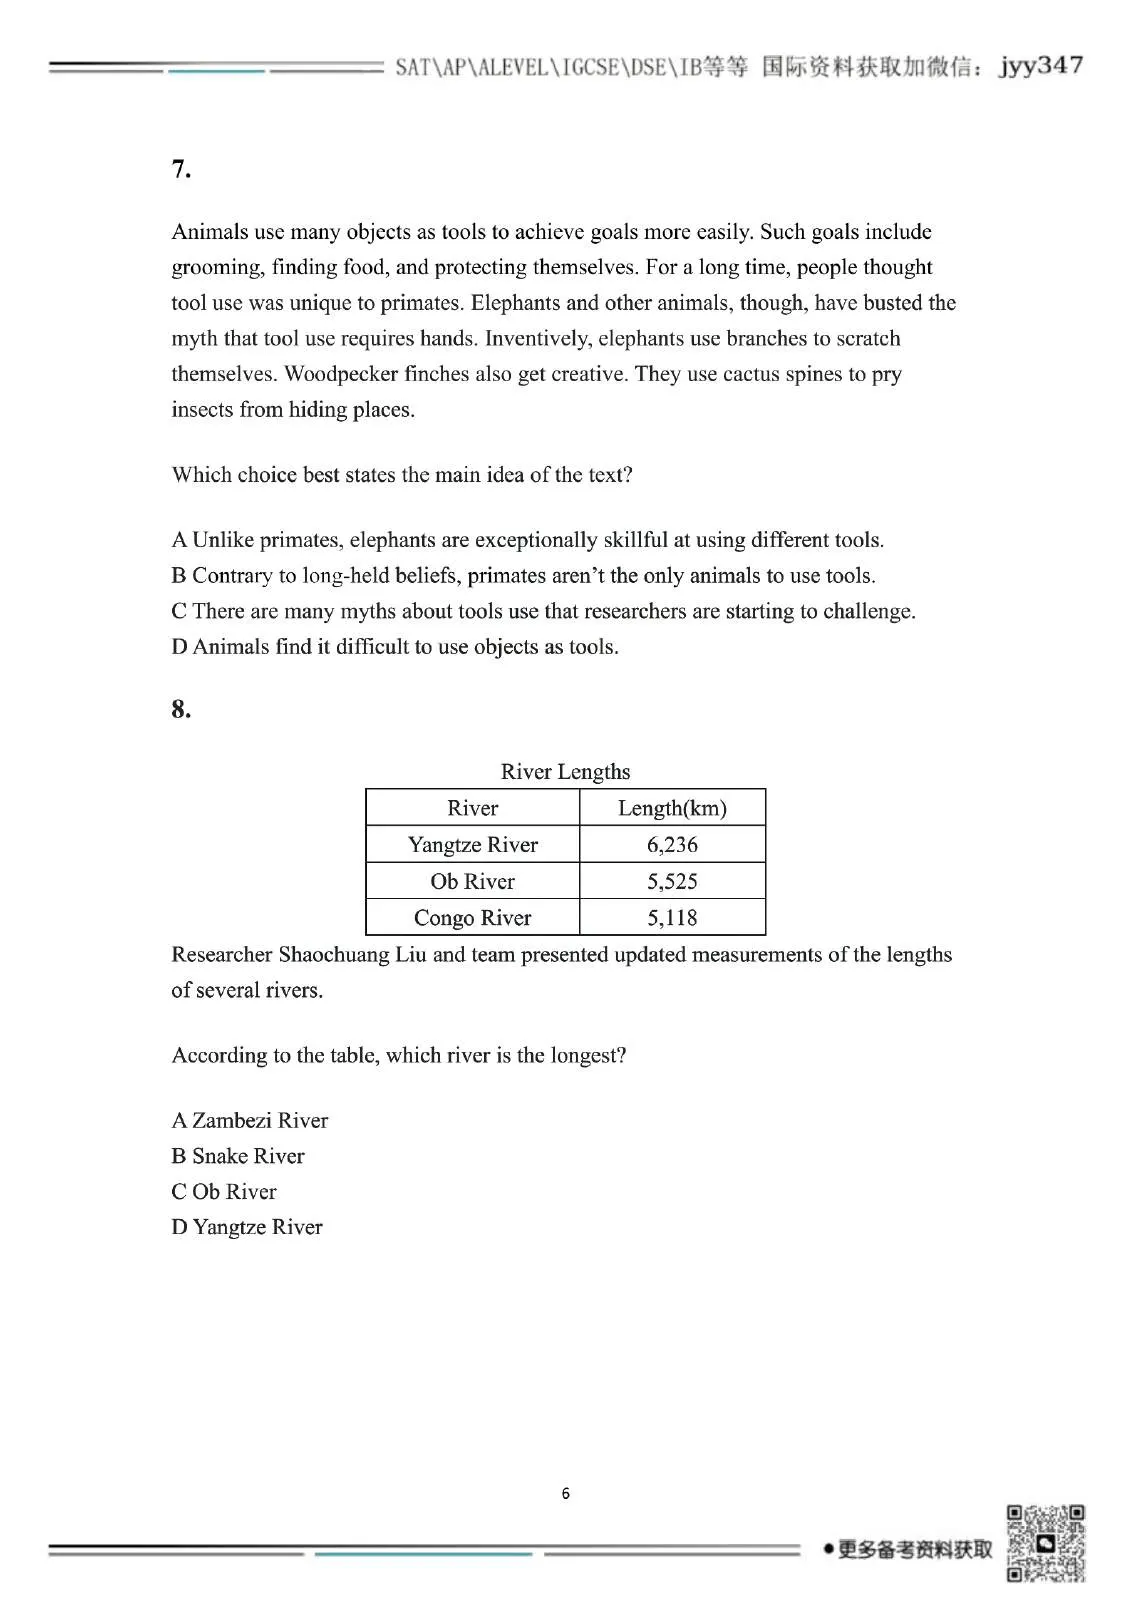 SAT\AP\ALEVEL\IGCSE\DSE\IB等等 国际资料获取加微信： jyy347
7.
Animals use many objects as tools to achieve goals more easily. Such goals include
grooming, finding food, and protecting themselves. For a long time, people thought
tool use was unique to primates. Elephants and other animals, though, have busted the
myth that tool use requires hands. Inventively, elephants use branches to scratch
themselves. Woodpecker finches also get creative. They use cactus spines to pry
insects from hiding places.
Which choice best states the main idea of the text?
A Unlike primates, elephants are exceptionally skillful at using different tools.
B Contrary to long-held beliefs, primates aren’t the only animals to use tools.
C There are many myths about tools use that researchers are starting to challenge.
D Animals find it difficult to use objects as tools.
8.
River Lengths
River Length(km)
Yangtze River 6,236
Ob River 5,525
Congo River 5,118
Researcher Shaochuang Liu and team presented updated measurements of the lengths
of several rivers.
According to the table, which river is the longest?
A Zambezi River
B Snake River
C Ob River
D Yangtze River
6
●更多备考资料获取